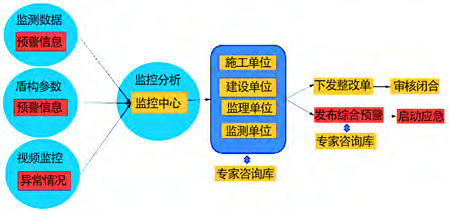 监测数据
预警信息
盾构参数
预警信息
视频监控
异常情况
监控分析
监控中心
施工单位
建设单位
监理单位
监测单位
专家咨询库
下发整改单
审核闭合
发布综合预警
启动应急
专家咨询库